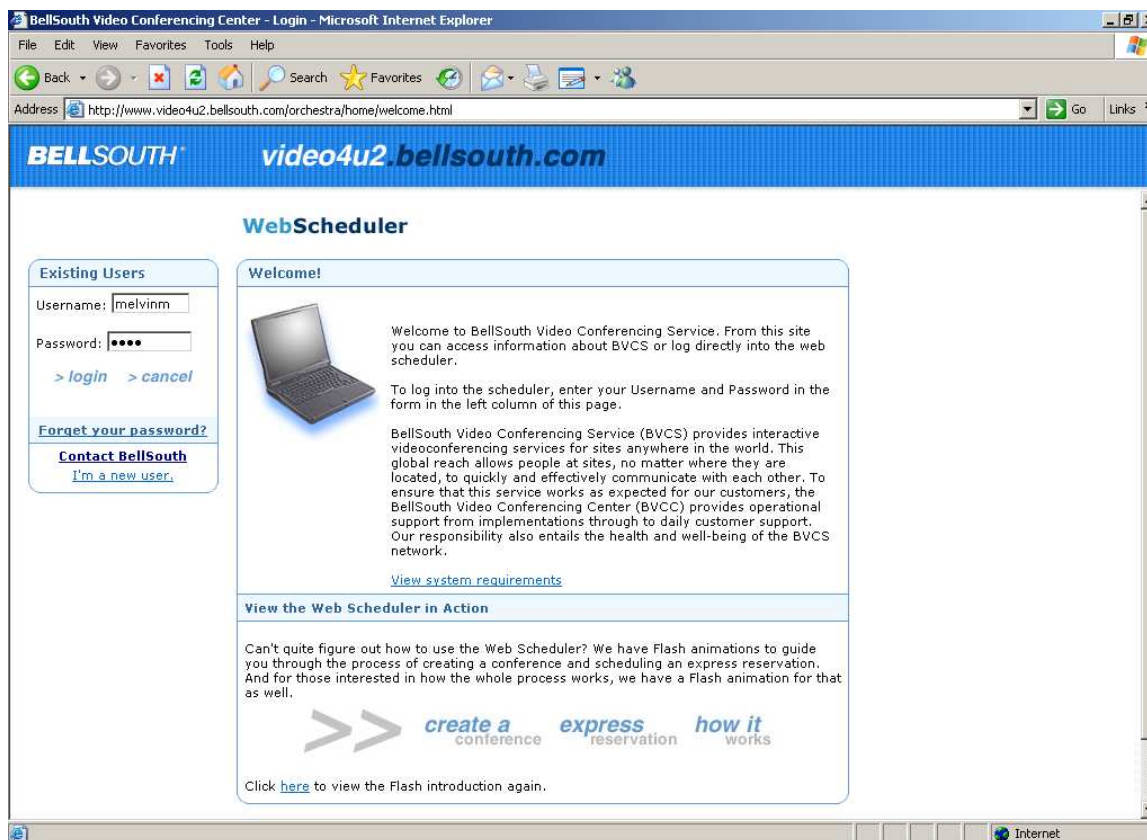 BellSouth Video Conferencing Center - Login - Microsoft Internet Explorer
File Edit View Favorites Tools Help
Back Search Favorites
Address http://www.video4u2.bellsouth.com/orchestra/home/welcome.html Go Links
BELLSOUTH video4u2.bellsouth.com
WebScheduler
Existing Users
Username: melvinm
Password: ••••
> login > cancel
Forget your password?
Contact BellSouth
I'm a new user.
Welcome!
Welcome to BellSouth Video Conferencing Service. From this site
you can access information about BVCS or log directly into the web
scheduler.
To log into the scheduler, enter your Username and Password in the
form in the left column of this page.
BellSouth Video Conferencing Service (BVCS) provides interactive
videoconferencing services for sites anywhere in the world. This
global reach allows people at sites, no matter where they are
located, to quickly and effectively communicate with each other. To
ensure that this service works as expected for our customers, the
BellSouth Video Conferencing Center (BVCC) provides operational
support from implementations through to daily customer support.
Our responsibility also entails the health and well-being of the BVCS
network.
View system requirements
View the Web Scheduler in Action
Can't quite figure out how to use the Web Scheduler? We have Flash animations to guide
you through the process of creating a conference and scheduling an express reservation.
And for those interested in how the whole process works, we have a Flash animation for that
as well.
>> create a express how it
conference reservation works
Click here to view the Flash introduction again.
Internet